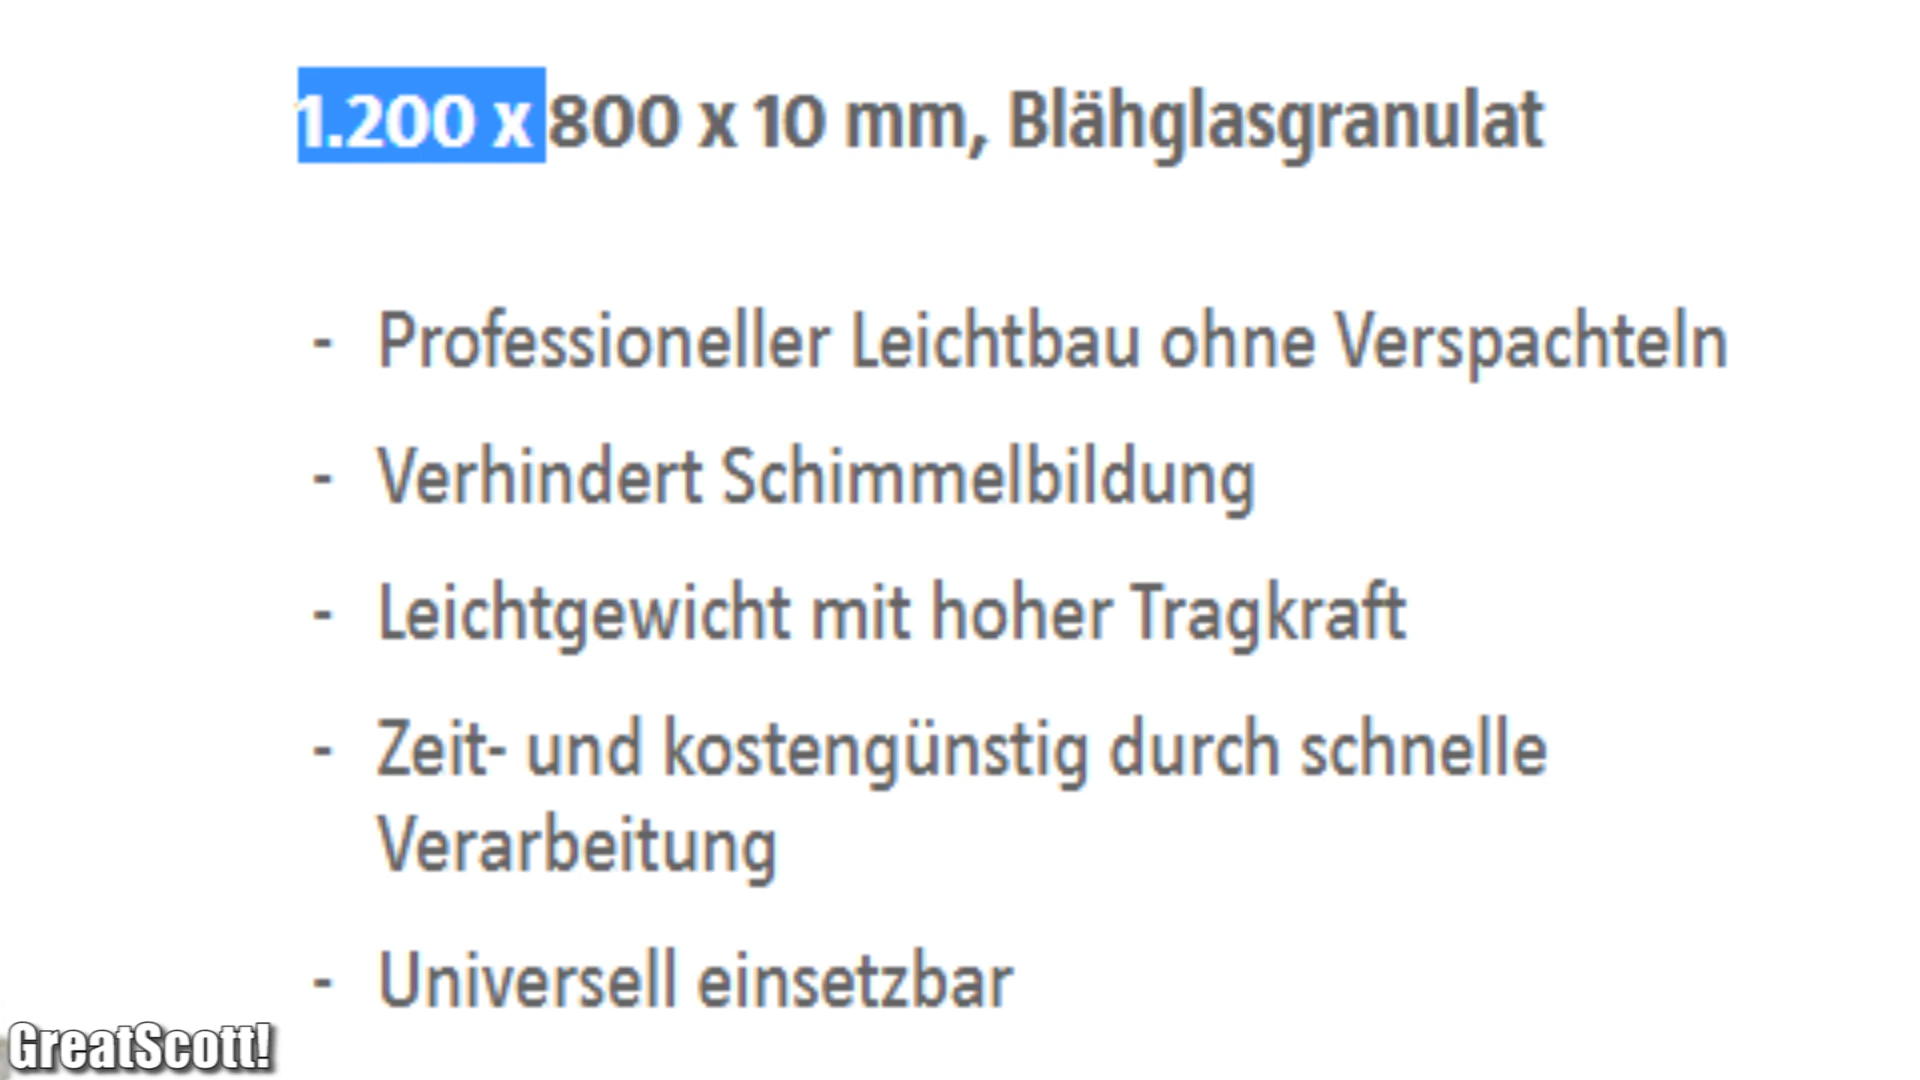 1.200 x 800 x 10 mm, Blähglasgranulat
- Professioneller Leichtbau ohne Verspachteln
- Verhindert Schimmelbildung
- Leichtgewicht mit hoher Tragkraft
- Zeit- und kostengünstig durch schnelle
Verarbeitung
- Universell einsetzbar
GreatScott!